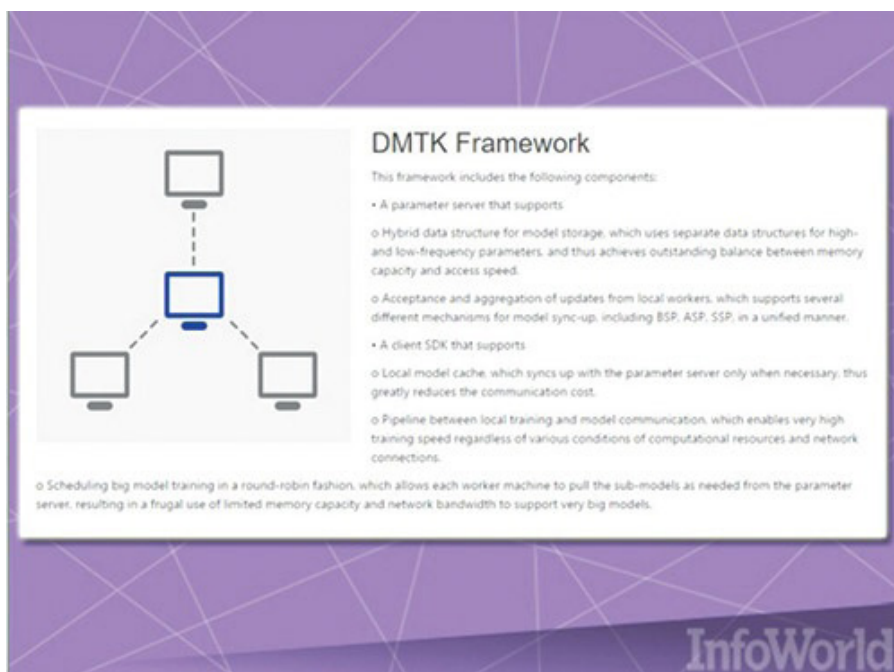 DMTK Framework
This framework includes the following components:
• A parameter server that supports
o Hybrid data structure for model storage, which uses separate data structures for high-
and low-frequency parameters, and thus achieves outstanding balance between memory
capacity and access speed.
o Acceptance and aggregation of updates from local workers, which supports several
different mechanisms for model sync-up, including BSP, ASP, SSP, in a unified manner.
• A client SDK that supports
o Local model cache, which syncs up with the parameter server only when necessary, thus
greatly reduces the communication cost.
o Pipeline between local training and model communication, which enables very high
training speed regardless of various conditions of computational resources and network
connections.
o Scheduling big model training in a round-robin fashion, which allows each worker machine to pull the sub-models as needed from the parameter
server, resulting in a frugal use of limited memory capacity and network bandwidth to support very big models.
InfoWorld